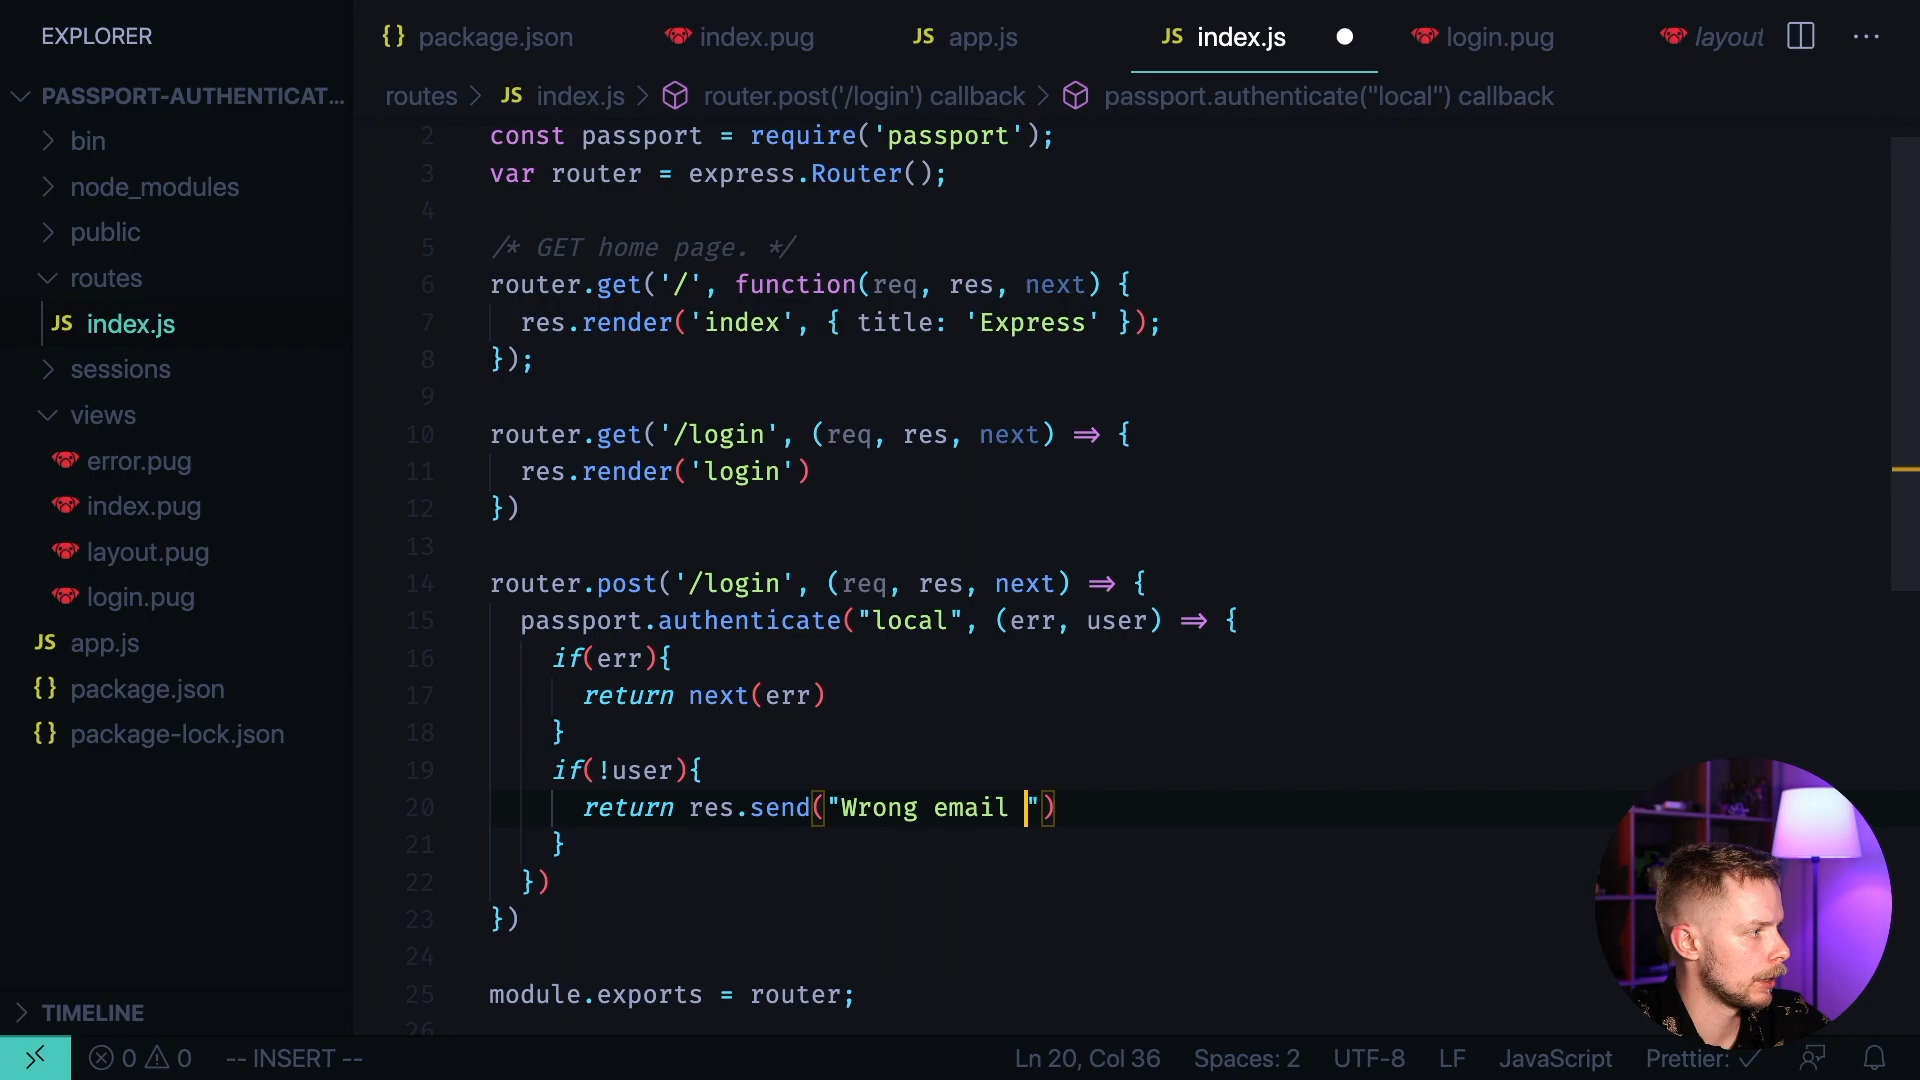 EXPLORER
{} package.json
index.pug
JS app.js
JS index.js
login.pug
layout
PASSPORT-AUTHENTICAT...
routes > JS index.js > router.post('/login') callback > passport.authenticate("local") callback
bin
node_modules
public
routes
JS index.js
sessions
views
error.pug
index.pug
layout.pug
login.pug
JS app.js
{} package.json
{} package-lock.json
TIMELINE
2 const passport = require('passport');
3 var router = express.Router();
4
5 /* GET home page. */
6 router.get('/', function(req, res, next) {
7 res.render('index', { title: 'Express' });
8 });
9
10 router.get('/login', (req, res, next) => {
11 res.render('login')
12 })
13
14 router.post('/login', (req, res, next) => {
15 passport.authenticate("local", (err, user) => {
16 if(err){
17 return next(err)
18 }
19 if(!user){
20 return res.send("Wrong email ")
21 }
22 })
23 })
24
25 module.exports = router;
26
0 0 -- INSERT -- Ln 20, Col 36 Spaces: 2 UTF-8 LF JavaScript Prettier: ✓